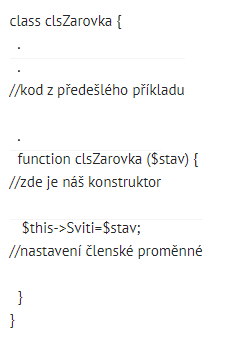 class clsZarovka {
.
.
//kod z předešlého příkladu
.
function clsZarovka ($stav) {
//zde je náš konstruktor
$this->Sviti=$stav;
//nastavení členské proměnné
}
}